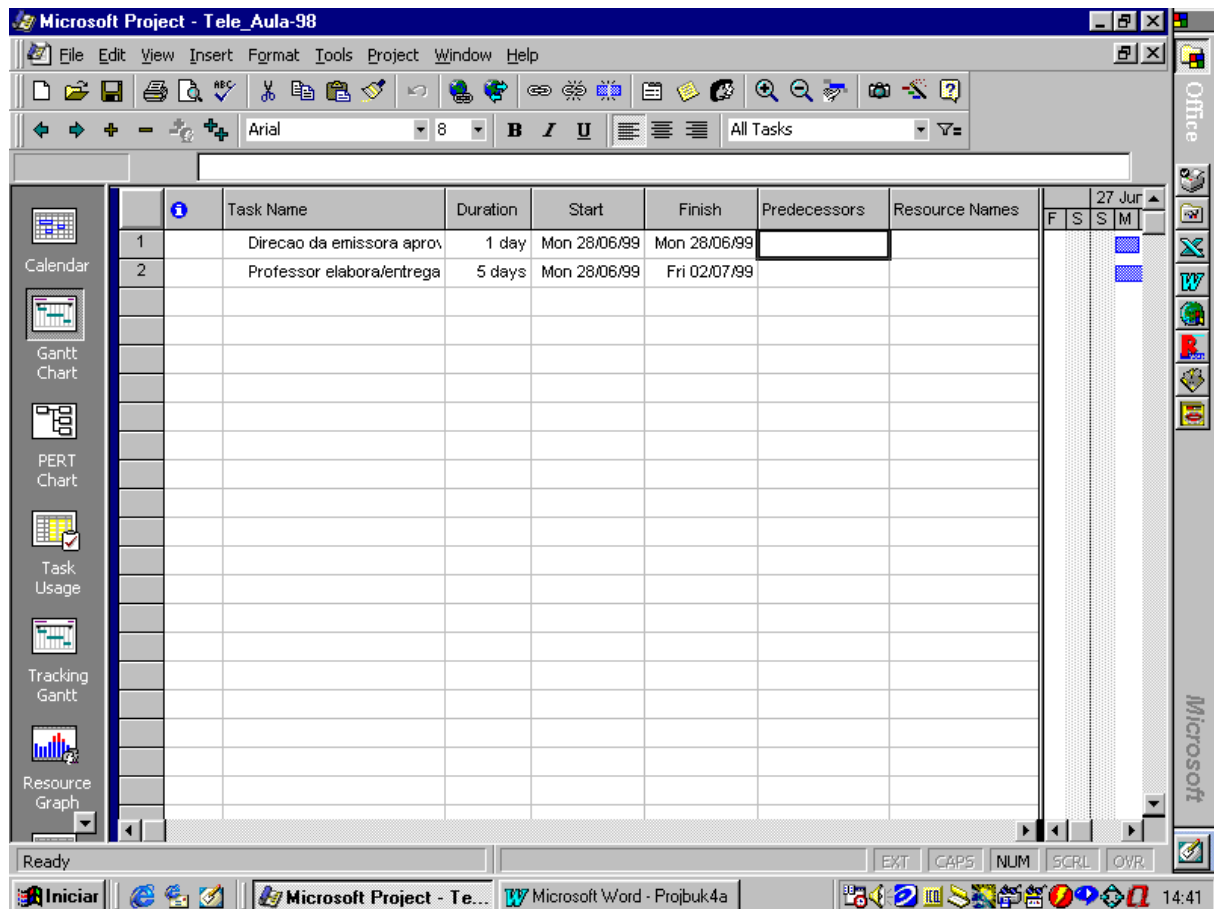 Microsoft Project - Tele_Aula-98
File Edit View Insert Format Tools Project Window Help
Office
ABC
Arial 8 B I U All Tasks
Task Name Duration Start Finish Predecessors Resource Names 27 Jun
F S S M
1 Direcao da emissora aprov 1 day Mon 28/06/99 Mon 28/06/99
2 Professor elabora/entrega 5 days Mon 28/06/99 Fri 02/07/99
Calendar
Gantt
Chart
PERT
Chart
Task
Usage
Tracking
Gantt
Resource
Graph
Microsoft
Ready EXT CAPS NUM SCRL OVR
Iniciar Microsoft Project - Te... Microsoft Word - Projbuk4a 14:41